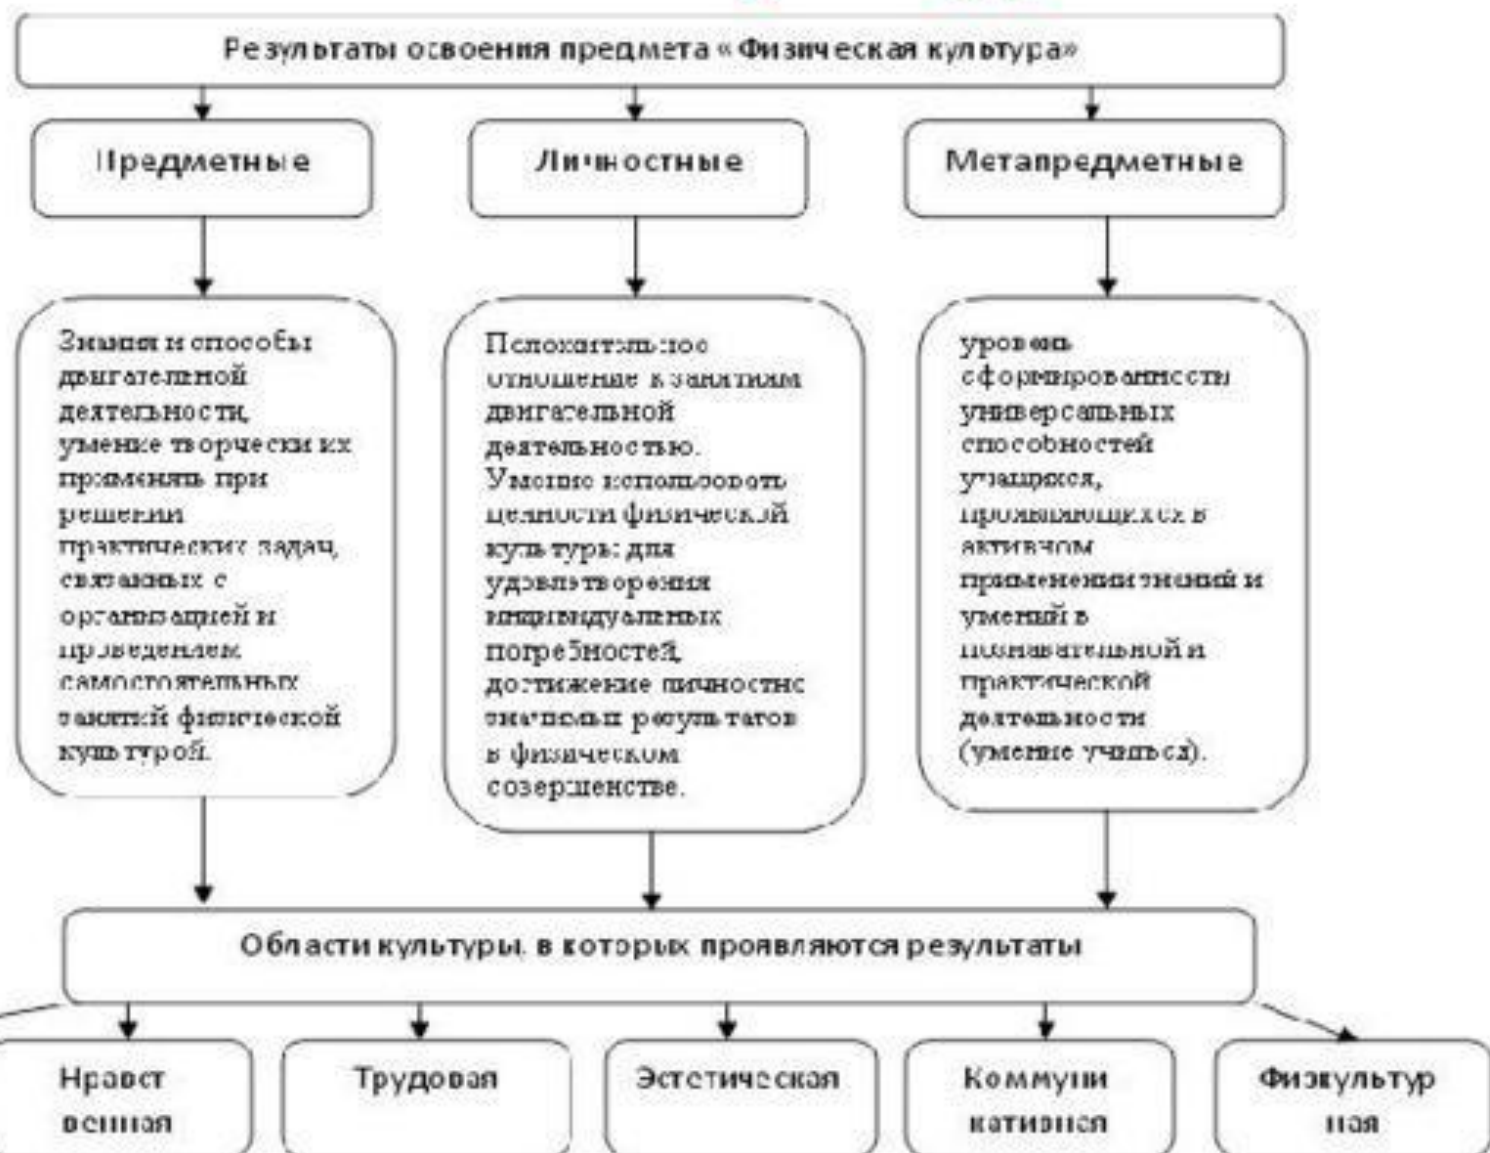 Результаты освоения предмета «Физическая культура»
Предметные
Личностные
Метапредметные
Знания и способы
двигательной
деятельности,
умение творчески их
применять при
решении
практических задач,
связанных с
организацией и
проведением
самостоятельных
занятий физической
культурой.
Положительное
отношение к занятиям
двигательной
деятельностью.
Умение использовать
ценности физической
культуры для
удовлетворения
индивидуальных
потребностей,
достижение личностно
значимых результатов
в физическом
совершенстве.
уровень
сформированности
универсальных
способностей
учащихся,
проявляющихся в
активном
применении знаний и
умений в
познавательной и
практической
деятельности
(умение учиться).
Области культуры, в которых проявляются результаты
Нравст
венная
Трудовая
Эстетическая
Коммуни
кативная
Физкультур
ная